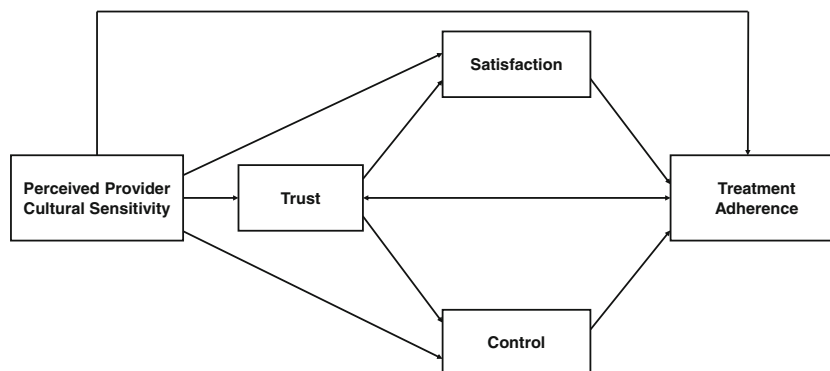 Satisfaction
Perceived Provider
Cultural Sensitivity
Trust
Treatment
Adherence
Control